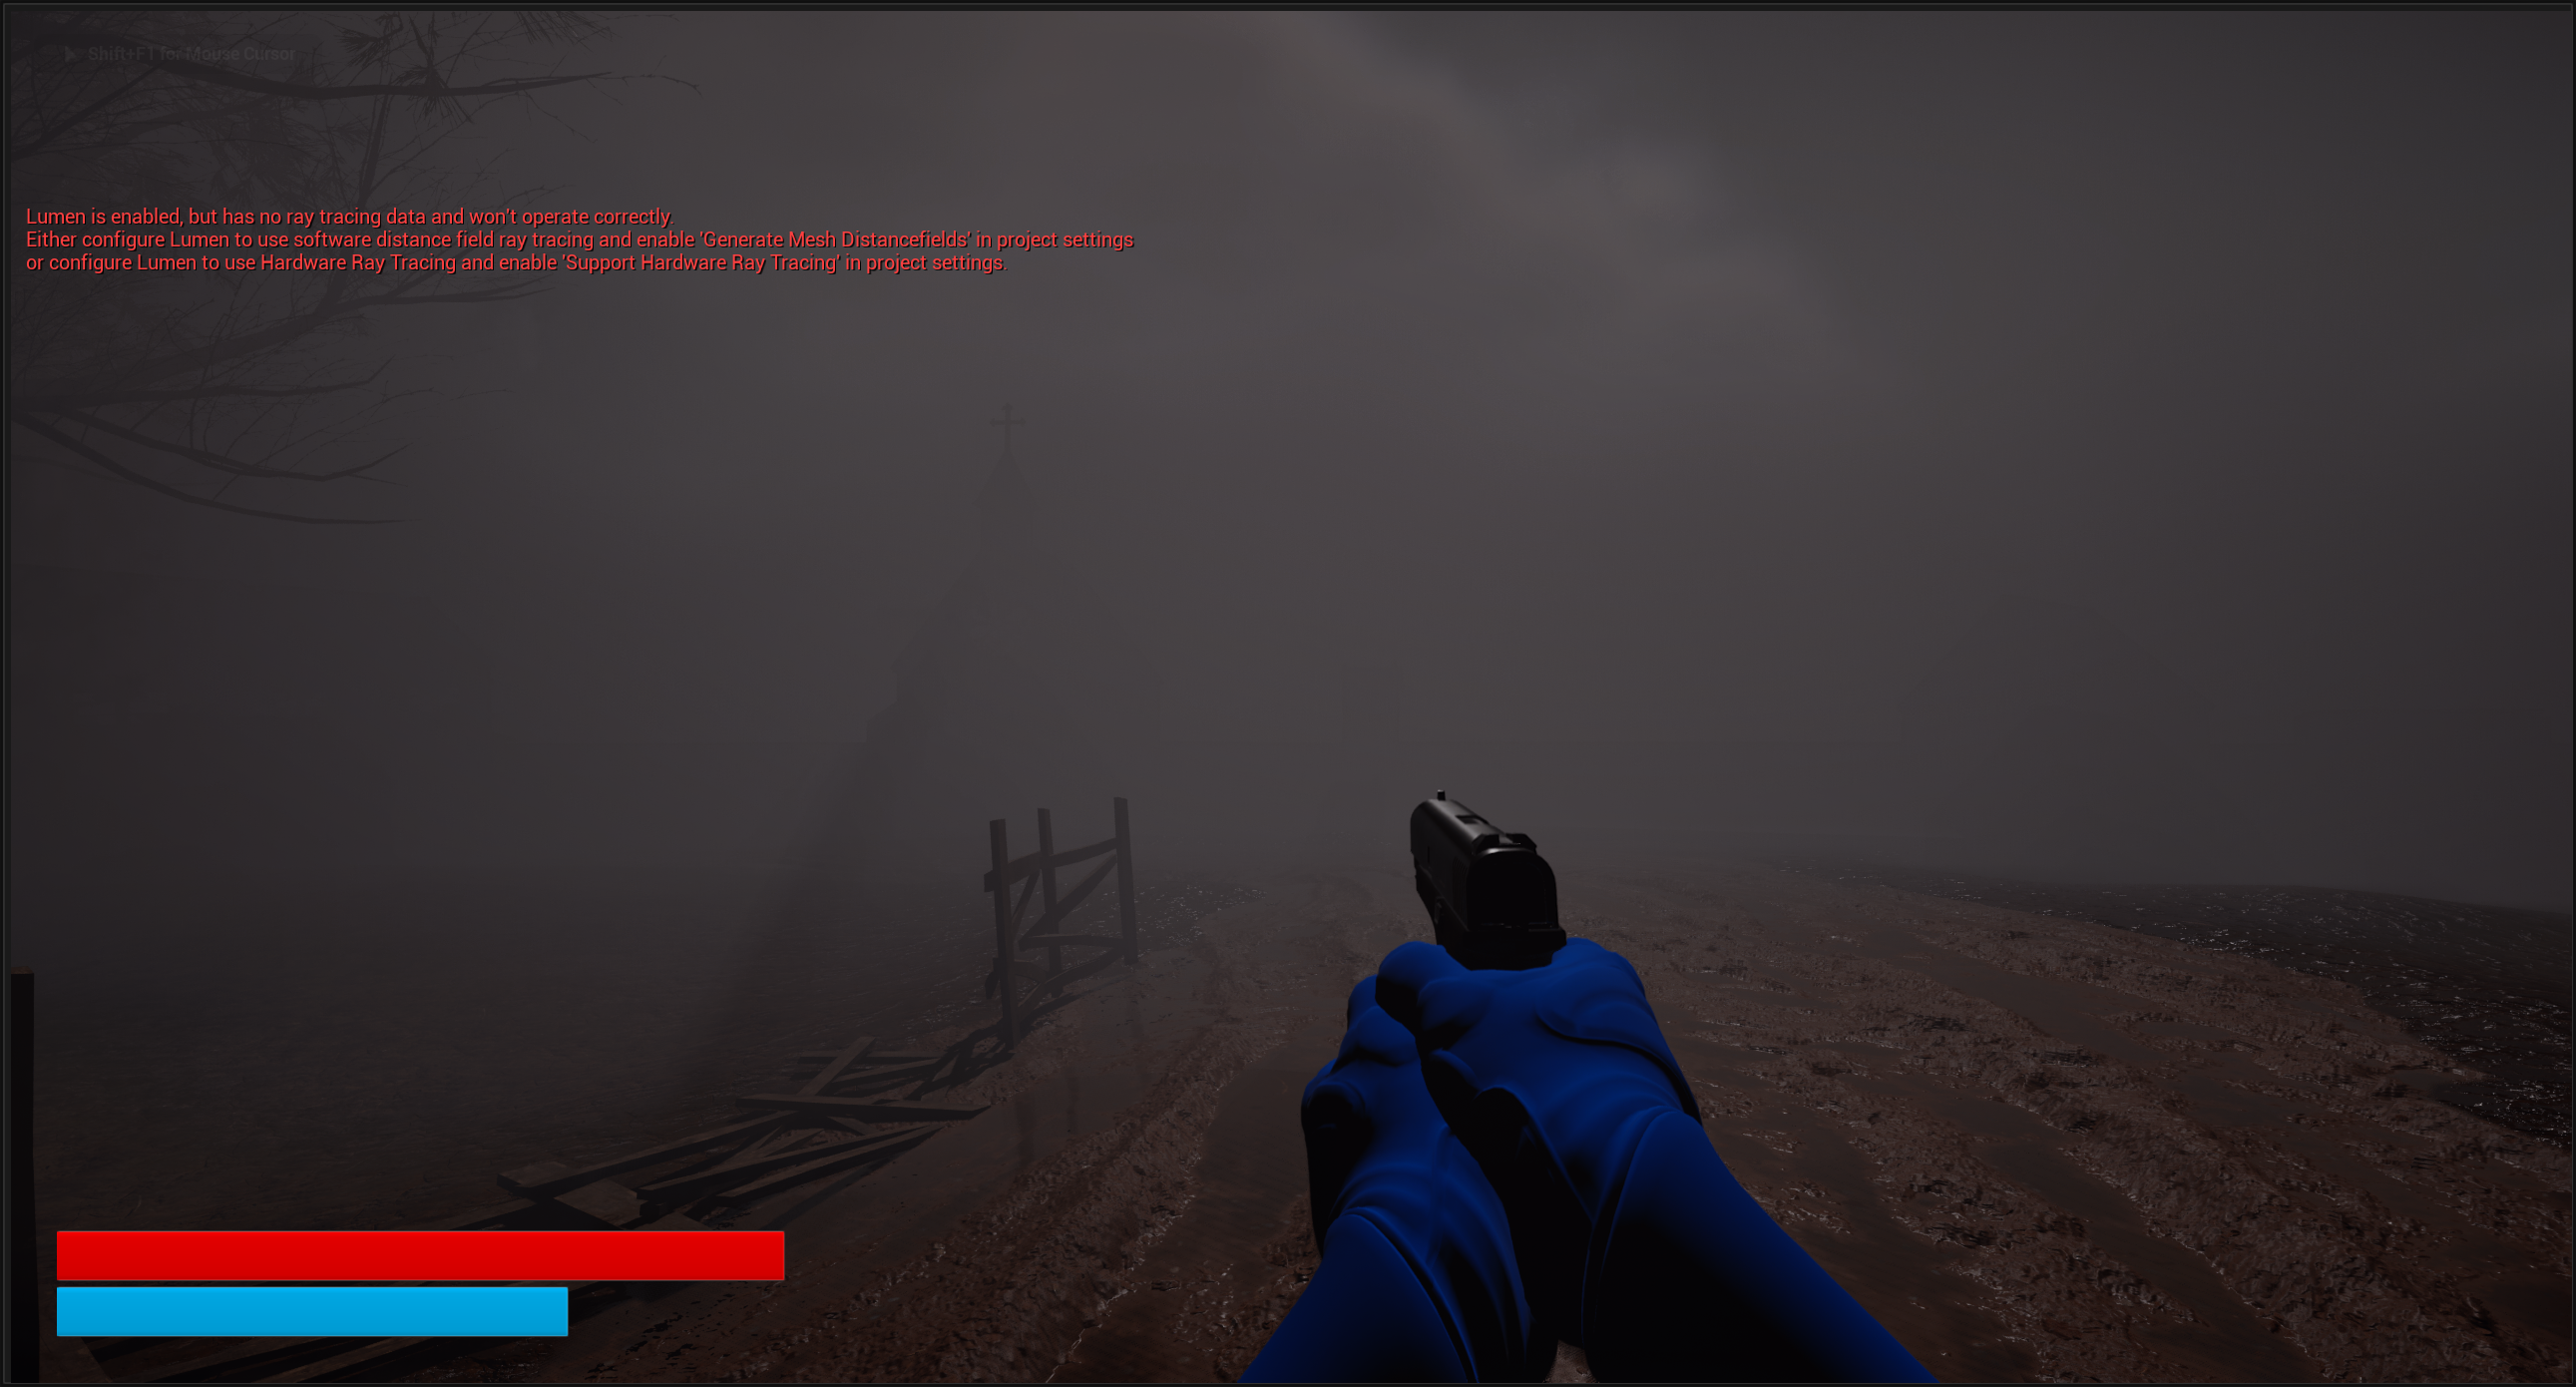 Shift+F1 for Mouse Cursor
Lumen is enabled, but has no ray tracing data and won't operate correctly.
Either configure Lumen to use software distance field ray tracing and enable 'Generate Mesh Distancefields' in project settings
or configure Lumen to use Hardware Ray Tracing and enable 'Support Hardware Ray Tracing' in project settings.